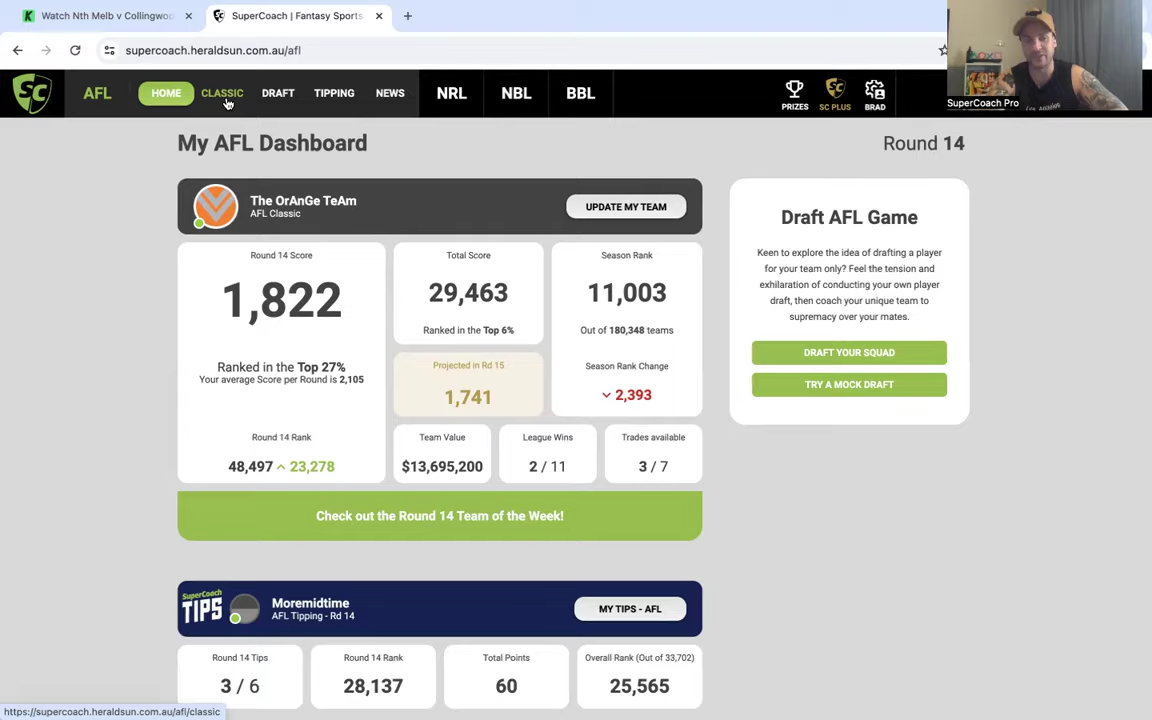 Watch Nth Melb v Collingwoo
SuperCoach | Fantasy Sports
supercoach.heraldsun.com.au/afl
SC
AFL
HOME
CLASSIC
DRAFT
TIPPING
NEWS
NRL
NBL
BBL
PRIZES
SC PLUS
BRAD
SuperCoach Pro
My AFL Dashboard
Round 14
The OrAnGe TeAm
AFL Classic
UPDATE MY TEAM
Round 14 Score
1,822
Ranked in the Top 27%
Your average Score per Round is 2,105
Round 14 Rank
48,497 23,278
Total Score
29,463
Ranked in the Top 6%
Projected in Rd 15
1,741
Season Rank
11,003
Out of 180,348 teams
Season Rank Change
2,393
Team Value
$13,695,200
League Wins
2 / 11
Trades available
3 / 7
Check out the Round 14 Team of the Week!
Draft AFL Game
Keen to explore the idea of drafting a player
for your team only? Feel the tension and
exhilaration of conducting your own player
draft, then coach your unique team to
supremacy over your mates.
DRAFT YOUR SQUAD
TRY A MOCK DRAFT
SuperCoach
TIPS
Moremidtime
AFL Tipping - Rd 14
MY TIPS - AFL
Round 14 Tips
3 / 6
Round 14 Rank
28,137
Total Points
60
Overall Rank (Out of 33,702)
25,565
https://supercoach.heraldsun.com.au/afl/classic